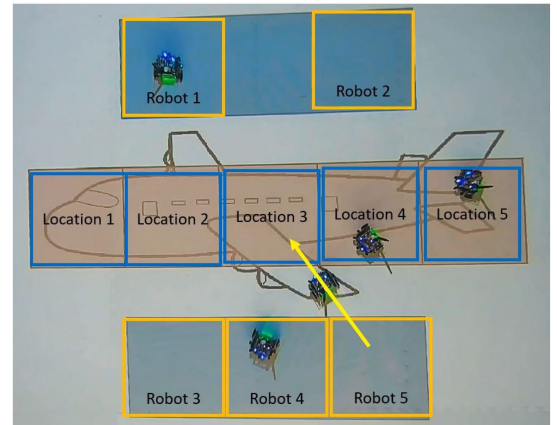 Robot 1
Robot 2
Location 1
Location 2
Location 3
Location 4
Location 5
Robot 3
Robot 4
Robot 5